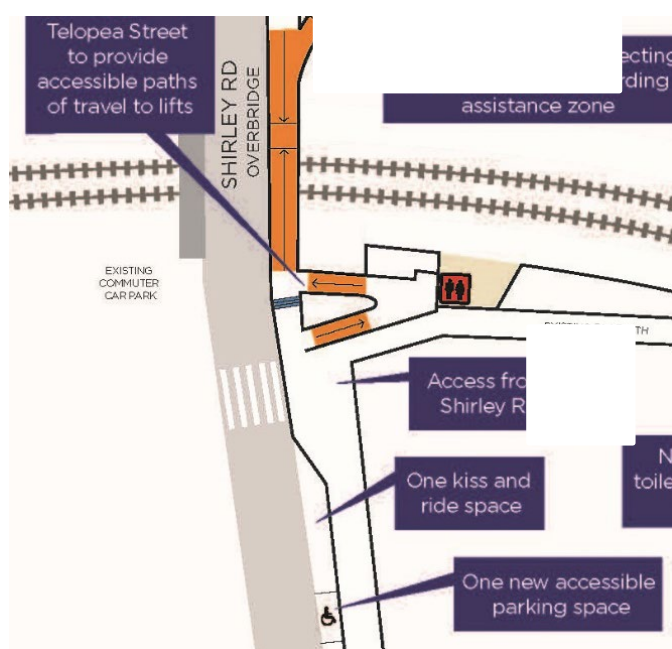 Telopea Street
to provide
accessible paths
of travel to lifts
SHIRLEY RD
OVERBRIDGE
assistance zone
EXISTING
COMMUTER
CAR PARK
Access
Shirley
One kiss and
ride space
One new accessible
parking space